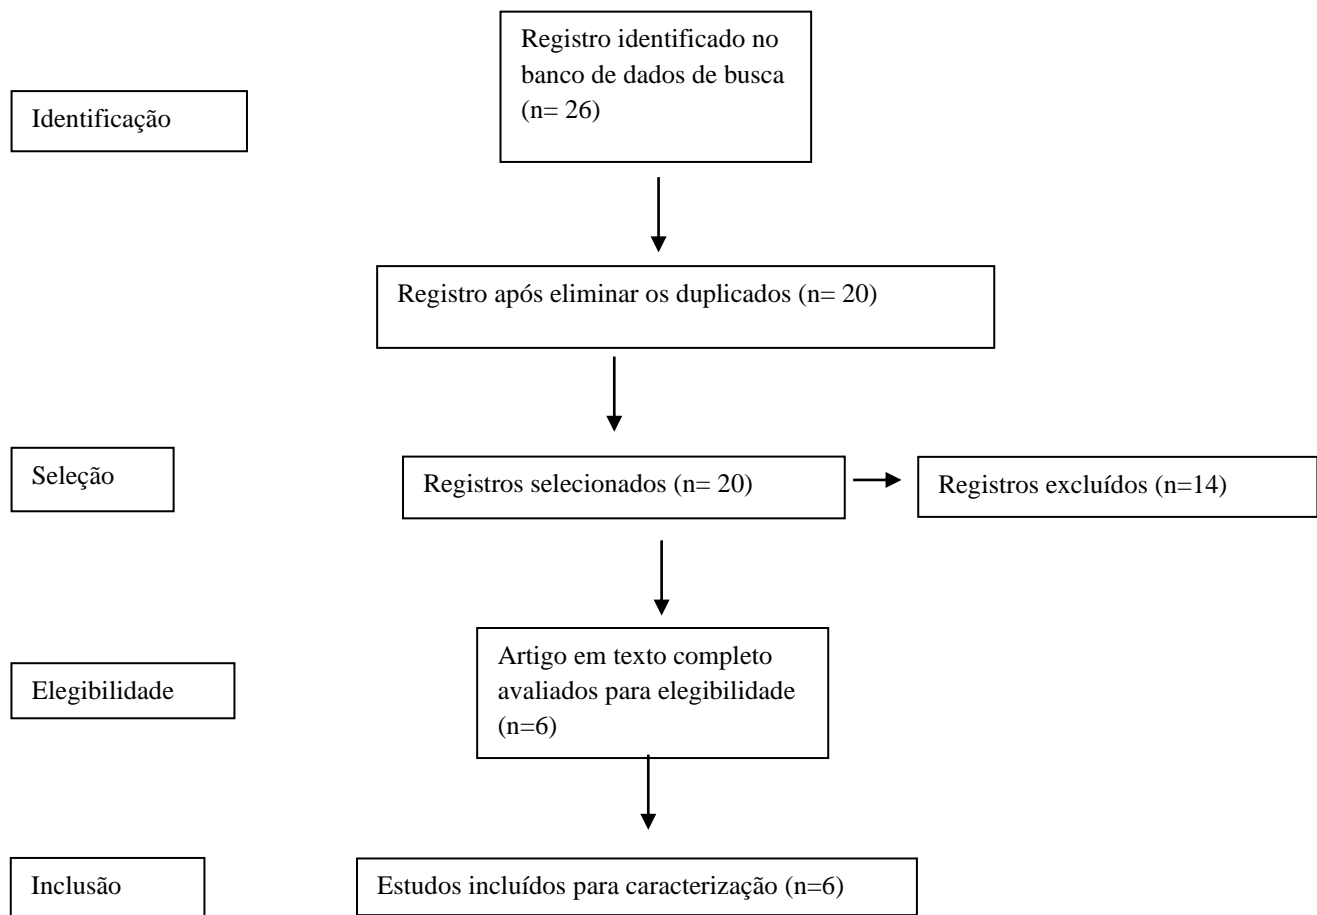 Registro identificado no
banco de dados de busca
(n= 26)
Identificação
Registro após eliminar os duplicados (n= 20)
Seleção
Registros selecionados (n= 20)
Registros excluídos (n=14)
Artigo em texto completo
avaliados para elegibilidade
(n=6)
Elegibilidade
Inclusão
Estudos incluídos para caracterização (n=6)